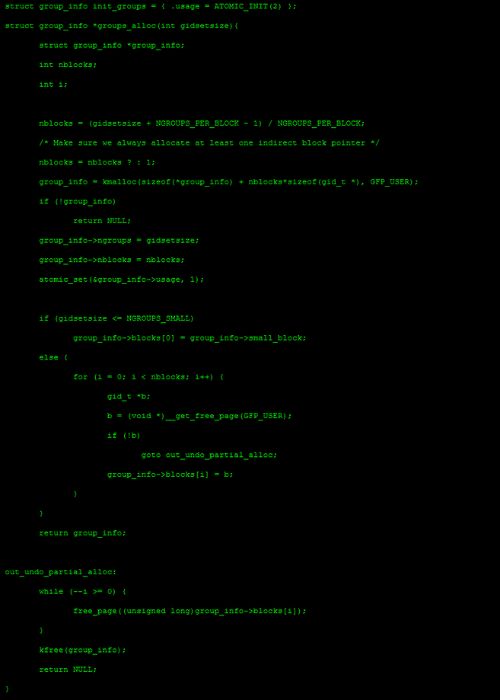 struct group_info init_groups = { .usage = ATOMIC_INIT(2) };
struct group_info *groups_alloc(int gidsetsize){
struct group_info *group_info;
int nblocks;
int i;
nblocks = (gidsetsize + NGROUPS_PER_BLOCK - 1) / NGROUPS_PER_BLOCK;
/* Make sure we always allocate at least one indirect block pointer */
nblocks = nblocks ? : 1;
group_info = kmalloc(sizeof(*group_info) + nblocks*sizeof(gid_t *), GFP_USER);
if (!group_info)
return NULL;
group_info->ngroups = gidsetsize;
group_info->nblocks = nblocks;
atomic_set(&group_info->usage, 1);
if (gidsetsize <= NGROUPS_SMALL)
group_info->blocks[0] = group_info->small_block;
else {
for (i = 0; i < nblocks; i++) {
gid_t *b;
b = (void *)__get_free_page(GFP_USER);
if (!b)
goto out_undo_partial_alloc;
group_info->blocks[i] = b;
}
}
return group_info;
out_undo_partial_alloc:
while (--i >= 0) {
free_page((unsigned long)group_info->blocks[i]);
}
kfree(group_info);
return NULL;
}